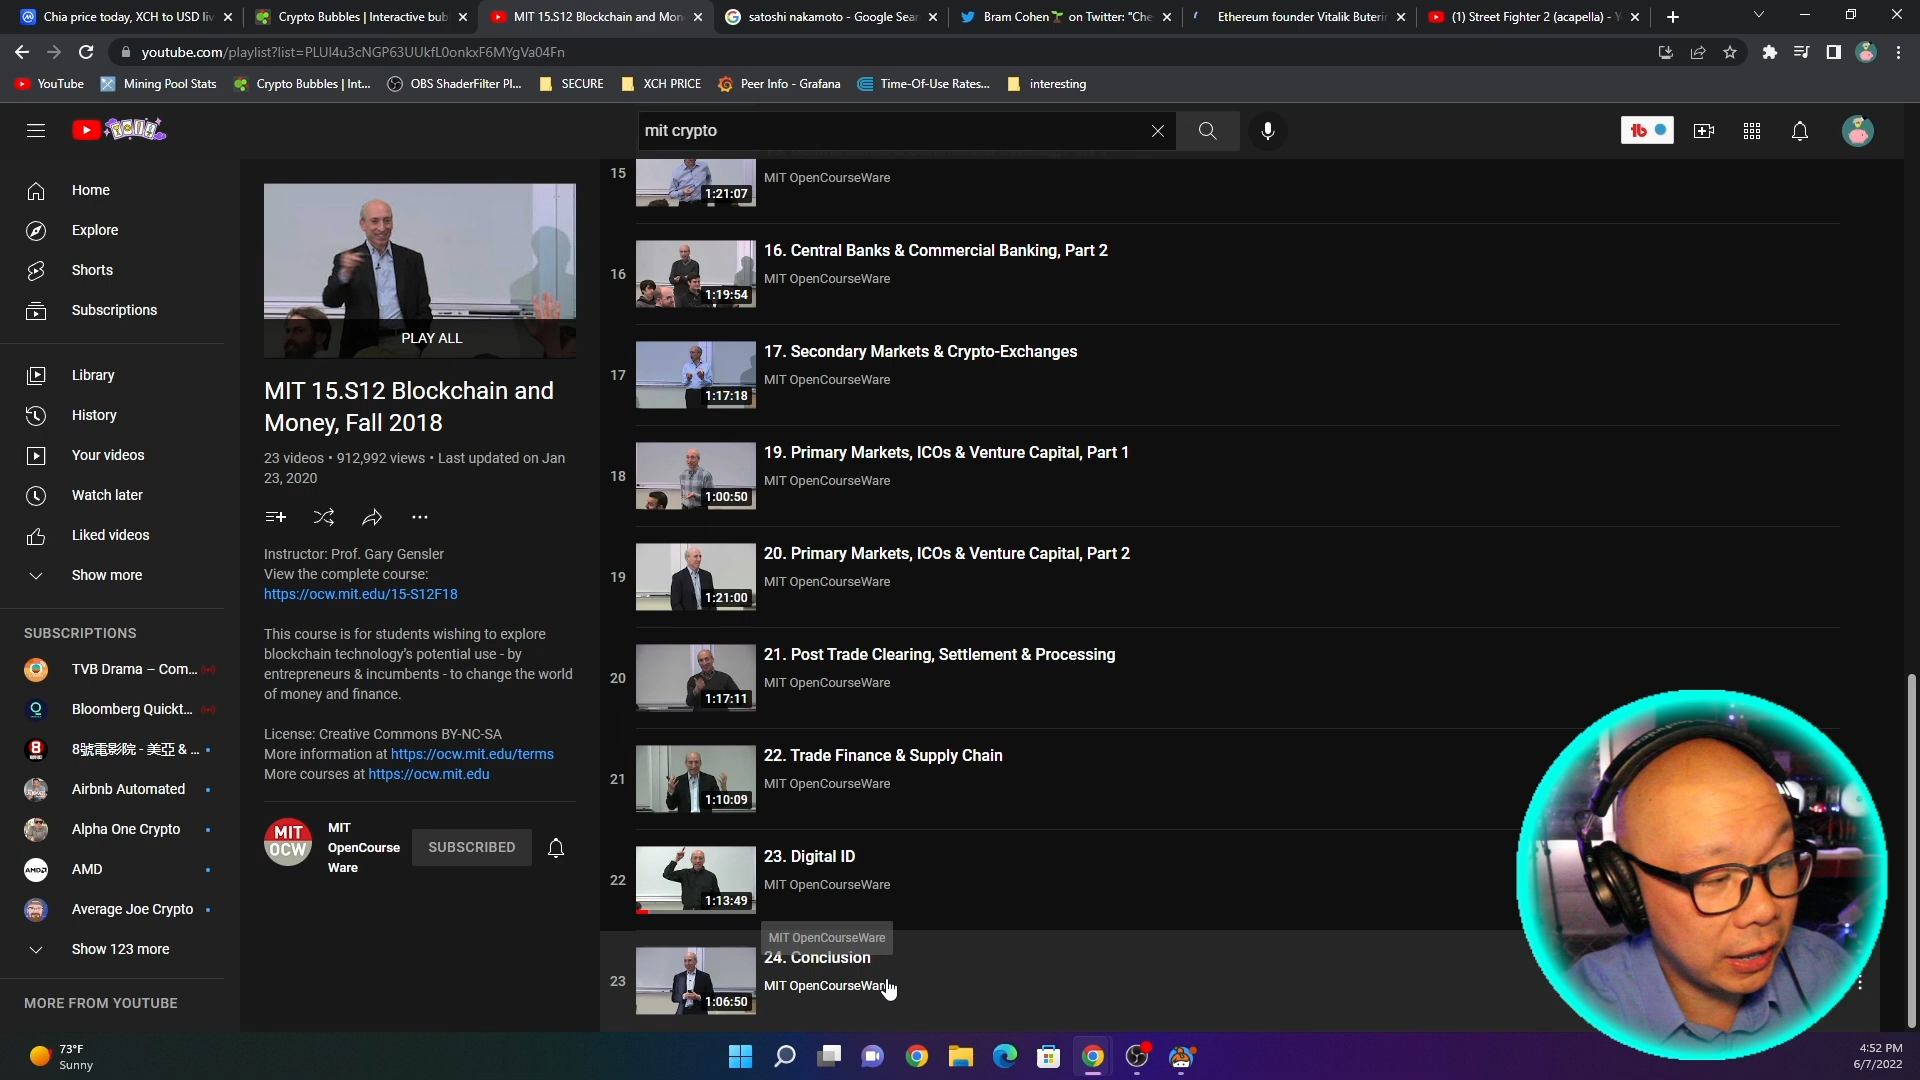 Chia price today, XCH to USD liv
Crypto Bubbles | Interactive bub
MIT 15.S12 Blockchain and Mon
satoshi nakamoto - Google Sear
Bram Cohen🌱 on Twitter: "Che
Ethereum founder Vitalik Buterin
(1) Street Fighter 2 (acapella) - Y
youtube.com/playlist?list=PLUl4u3cNGP63UUkfL0onkxF6MYgVa04Fn
YouTube
Mining Pool Stats
Crypto Bubbles | Int...
OBS ShaderFilter Pl...
SECURE
XCH PRICE
Peer Info - Grafana
Time-Of-Use Rates...
interesting
mit crypto
Home
Explore
Shorts
Subscriptions
Library
History
Your videos
Watch later
Liked videos
Show more
SUBSCRIPTIONS
TVB Drama – Com...
Bloomberg Quickt...
8號電影院 - 美亞 & ...
Airbnb Automated
Alpha One Crypto
AMD
Average Joe Crypto
Show 123 more
MORE FROM YOUTUBE
PLAY ALL
MIT 15.S12 Blockchain and
Money, Fall 2018
23 videos • 912,992 views • Last updated on Jan
23, 2020
Instructor: Prof. Gary Gensler
View the complete course:
https://ocw.mit.edu/15-S12F18
This course is for students wishing to explore
blockchain technology's potential use - by
entrepreneurs & incumbents - to change the world
of money and finance.
License: Creative Commons BY-NC-SA
More information at https://ocw.mit.edu/terms
More courses at https://ocw.mit.edu
MIT
OCW
MIT
OpenCourse
Ware
SUBSCRIBED
15
1:21:07
MIT OpenCourseWare
16
1:19:54
16. Central Banks & Commercial Banking, Part 2
MIT OpenCourseWare
17
1:17:18
17. Secondary Markets & Crypto-Exchanges
MIT OpenCourseWare
18
1:00:50
19. Primary Markets, ICOs & Venture Capital, Part 1
MIT OpenCourseWare
19
1:21:00
20. Primary Markets, ICOs & Venture Capital, Part 2
MIT OpenCourseWare
20
1:17:11
21. Post Trade Clearing, Settlement & Processing
MIT OpenCourseWare
21
1:10:09
22. Trade Finance & Supply Chain
MIT OpenCourseWare
22
1:13:49
23. Digital ID
MIT OpenCourseWare
MIT OpenCourseWare
23
1:06:50
24. Conclusion
MIT OpenCourseWare
73°F
Sunny
4:52 PM
6/7/2022